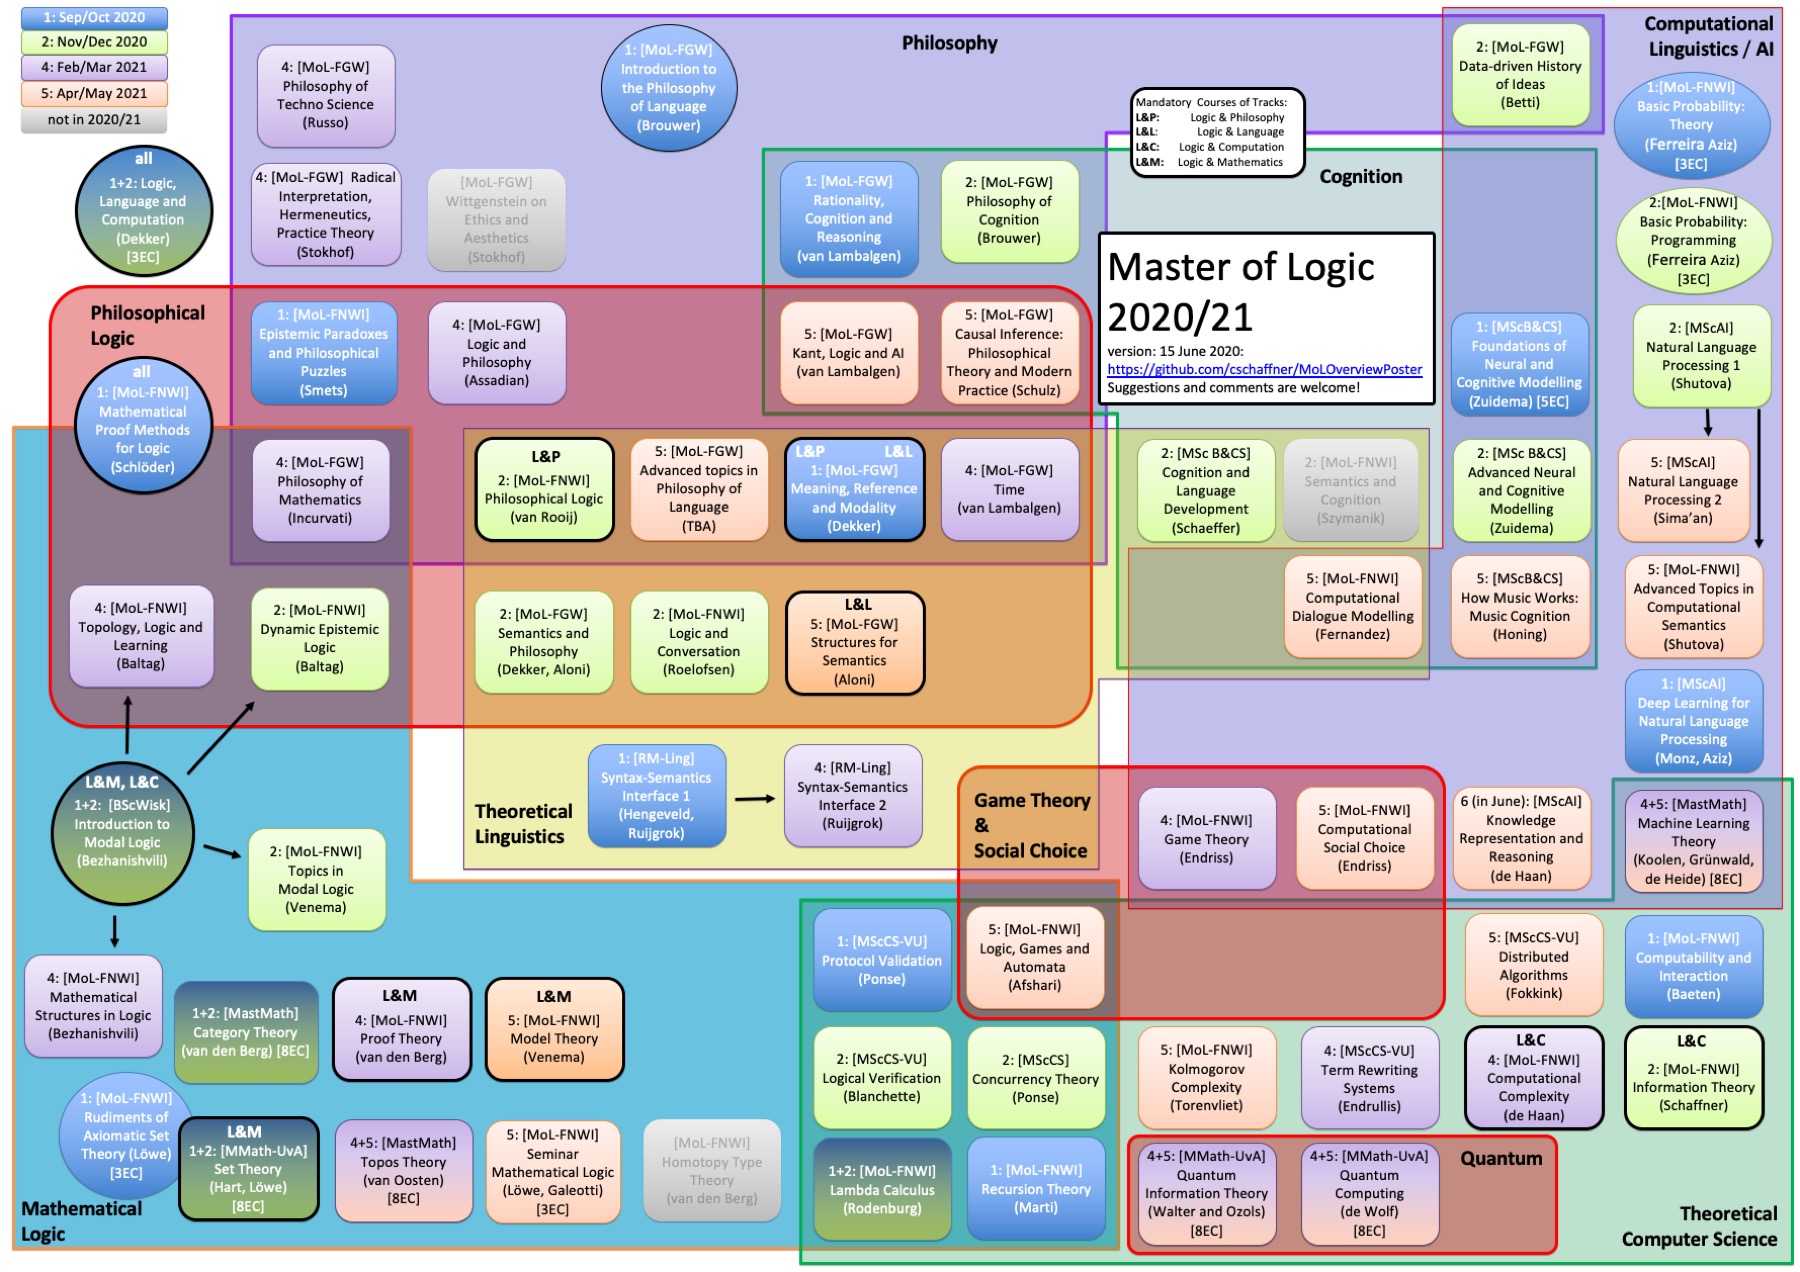 1: Sep/Oct 2020
2: Nov/Dec 2020
4: Feb/Mar 2021
5: Apr/May 2021
not in 2020/21
all
1+2: Logic,
Language and
Computation
(Dekker)
[3EC]
4: [MoL-FGW]
Philosophy of
Techno Science
(Russo)
1: [MoL-FGW]
Introduction to
the Philosophy
of Language
(Brouwer)
Philosophy
2: [MoL-FGW]
Data-driven History
of Ideas
(Betti)
Computational
Linguistics / AI
Mandatory Courses of Tracks:
L&P: Logic & Philosophy
L&L: Logic & Language
L&C: Logic & Computation
L&M: Logic & Mathematics
1:[MoL-FNWI]
Basic Probability:
Theory
(Ferreira Aziz)
[3EC]
4: [MoL-FGW] Radical
Interpretation,
Hermeneutics,
Practice Theory
(Stokhof)
[MoL-FGW]
Wittgenstein on
Ethics and
Aesthetics
(Stokhof)
1: [MoL-FGW]
Rationality,
Cognition and
Reasoning
(van Lambalgen)
2: [MoL-FGW]
Philosophy of
Cognition
(Brouwer)
Cognition
2:[MoL-FNWI]
Basic Probability:
Programming
(Ferreira Aziz)
[3EC]
Master of Logic
2020/21
version: 15 June 2020:
https://github.com/cschaffner/MoLOverviewPoster
Suggestions and comments are welcome!
Philosophical
Logic
all
1: [MoL-FNWI]
Mathematical
Proof Methods
for Logic
(Schlöder)
1: [MoL-FNWI]
Epistemic Paradoxes
and Philosophical
Puzzles
(Smets)
4: [MoL-FGW]
Logic and
Philosophy
(Assadian)
5: [MoL-FGW]
Kant, Logic and AI
(van Lambalgen)
5: [MoL-FGW]
Causal Inference:
Philosophical
Theory and Modern
Practice (Schulz)
1: [MScB&CS]
Foundations of
Neural and
Cognitive Modelling
(Zuidema) [5EC]
2: [MScAI]
Natural Language
Processing 1
(Shutova)
4: [MoL-FGW]
Philosophy of
Mathematics
(Incurvati)
L&P
2: [MoL-FNWI]
Philosophical Logic
(van Rooij)
5: [MoL-FGW]
Advanced topics in
Philosophy of
Language
(TBA)
L&P L&L
1: [MoL-FGW]
Meaning, Reference
and Modality
(Dekker)
4: [MoL-FGW]
Time
(van Lambalgen)
2: [MSc B&CS]
Cognition and
Language
Development
(Schaeffer)
2: [MoL-FNWI]
Semantics and
Cognition
(Szymanik)
2: [MSc B&CS]
Advanced Neural
and Cognitive
Modelling
(Zuidema)
5: [MScAI]
Natural Language
Processing 2
(Sima'an)
4: [MoL-FNWI]
Topology, Logic and
Learning
(Baltag)
2: [MoL-FNWI]
Dynamic Epistemic
Logic
(Baltag)
2: [MoL-FGW]
Semantics and
Philosophy
(Dekker, Aloni)
2: [MoL-FNWI]
Logic and
Conversation
(Roelofsen)
L&L
5: [MoL-FGW]
Structures for
Semantics
(Aloni)
5: [MoL-FNWI]
Computational
Dialogue Modelling
(Fernandez)
5: [MScB&CS]
How Music Works:
Music Cognition
(Honing)
5: [MoL-FNWI]
Advanced Topics in
Computational
Semantics
(Shutova)
1: [MScAI]
Deep Learning for
Natural Language
Processing
(Monz, Aziz)
L&M, L&C
1+2: [BScWisk]
Introduction to
Modal Logic
(Bezhanishvili)
2: [MoL-FNWI]
Topics in
Modal Logic
(Venema)
Theoretical
Linguistics
1: [RM-Ling]
Syntax-Semantics
Interface 1
(Hengeveld,
Ruijgrok)
4: [RM-Ling]
Syntax-Semantics
Interface 2
(Ruijgrok)
Game Theory
&
Social Choice
4: [MoL-FNWI]
Game Theory
(Endriss)
5: [MoL-FNWI]
Computational
Social Choice
(Endriss)
6 (in June): [MScAI]
Knowledge
Representation and
Reasoning
(de Haan)
4+5: [MastMath]
Machine Learning
Theory
(Koolen, Grünwald,
de Heide) [8EC]
4: [MoL-FNWI]
Mathematical
Structures in Logic
(Bezhanishvili)
1+2: [MastMath]
Category Theory
(van den Berg) [8EC]
L&M
4: [MoL-FNWI]
Proof Theory
(van den Berg)
L&M
5: [MoL-FNWI]
Model Theory
(Venema)
1: [MScCS-VU]
Protocol Validation
(Ponse)
5: [MoL-FNWI]
Logic, Games and
Automata
(Afshari)
5: [MScCS-VU]
Distributed
Algorithms
(Fokkink)
1: [MoL-FNWI]
Computability and
Interaction
(Baeten)
2: [MScCS-VU]
Logical Verification
(Blanchette)
2: [MScCS]
Concurrency Theory
(Ponse)
5: [MoL-FNWI]
Kolmogorov
Complexity
(Torenvliet)
4: [MScCS-VU]
Term Rewriting
Systems
(Endrullis)
L&C
4: [MoL-FNWI]
Computational
Complexity
(de Haan)
L&C
2: [MoL-FNWI]
Information Theory
(Schaffner)
1: [MoL-FNWI]
Rudiments of
Axiomatic Set
Theory (Löwe)
[3EC]
L&M
1+2: [MMath-UvA]
Set Theory
(Hart, Löwe)
[8EC]
4+5: [MastMath]
Topos Theory
(van Oosten)
[8EC]
5: [MoL-FNWI]
Seminar
Mathematical Logic
(Löwe, Galeotti)
[3EC]
[MoL-FNWI]
Homotopy Type
Theory
(van den Berg)
1+2: [MoL-FNWI]
Lambda Calculus
(Rodenburg)
1: [MoL-FNWI]
Recursion Theory
(Marti)
4+5: [MMath-UvA]
Quantum
Information Theory
(Walter and Ozols)
[8EC]
4+5: [MMath-UvA]
Quantum
Computing
(de Wolf)
[8EC]
Quantum
Mathematical
Logic
Theoretical
Computer Science